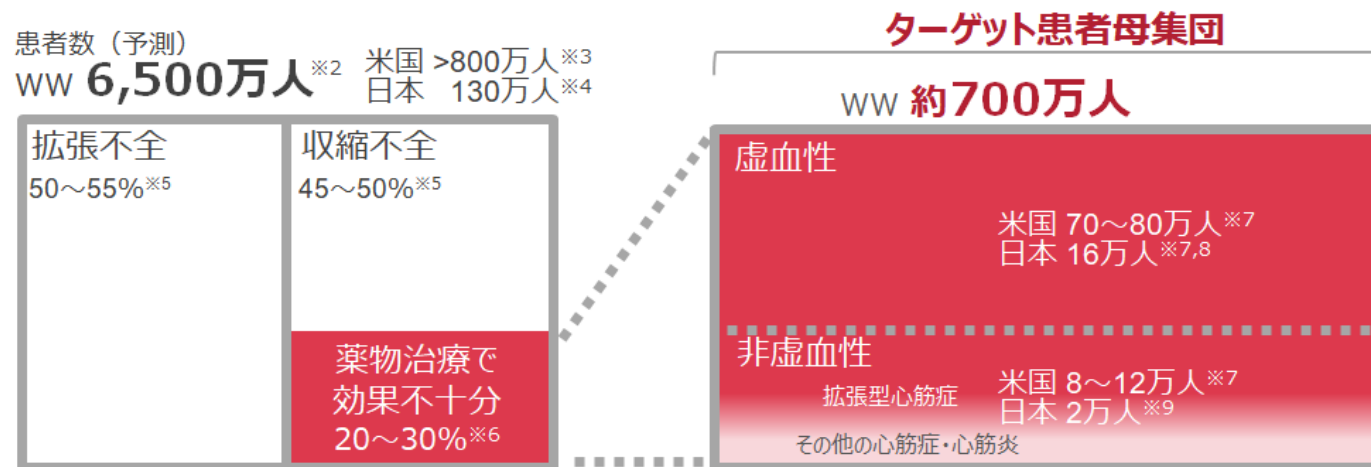 患者数（予測）
WW 6,500万人※2
米国 >800万人※3
日本 130万人※4
拡張不全
50～55%※5
収縮不全
45～50%※5
薬物治療で
効果不十分
20～30%※6
ターゲット患者母集団
WW 約700万人
虚血性
米国 70～80万人※7
日本 16万人※7,8
非虚血性
拡張型心筋症
米国 8～12万人※7
日本 2万人※9
その他の心筋症・心筋炎